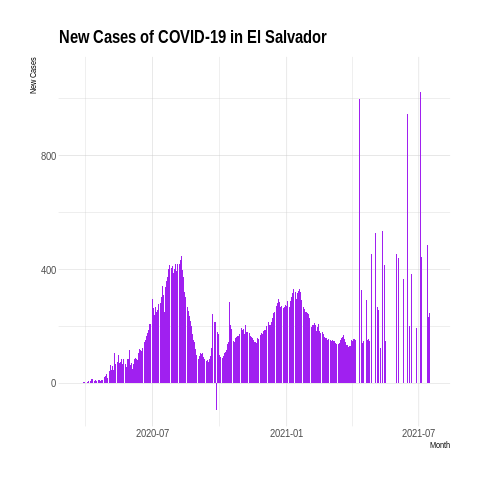 New Cases of COVID-19 in El Salvador
New Cases
800
400
0
2020-07
2021-01
2021-07
Month